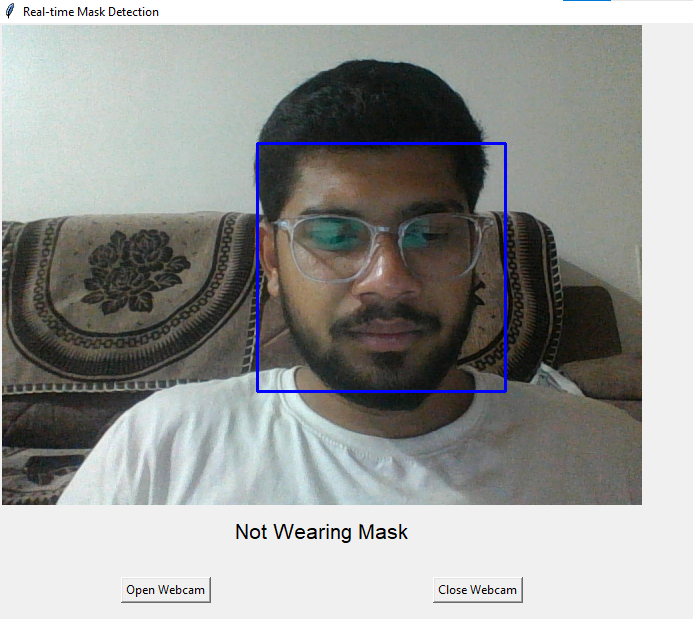 Real-time Mask Detection
Not Wearing Mask
Open Webcam
Close Webcam